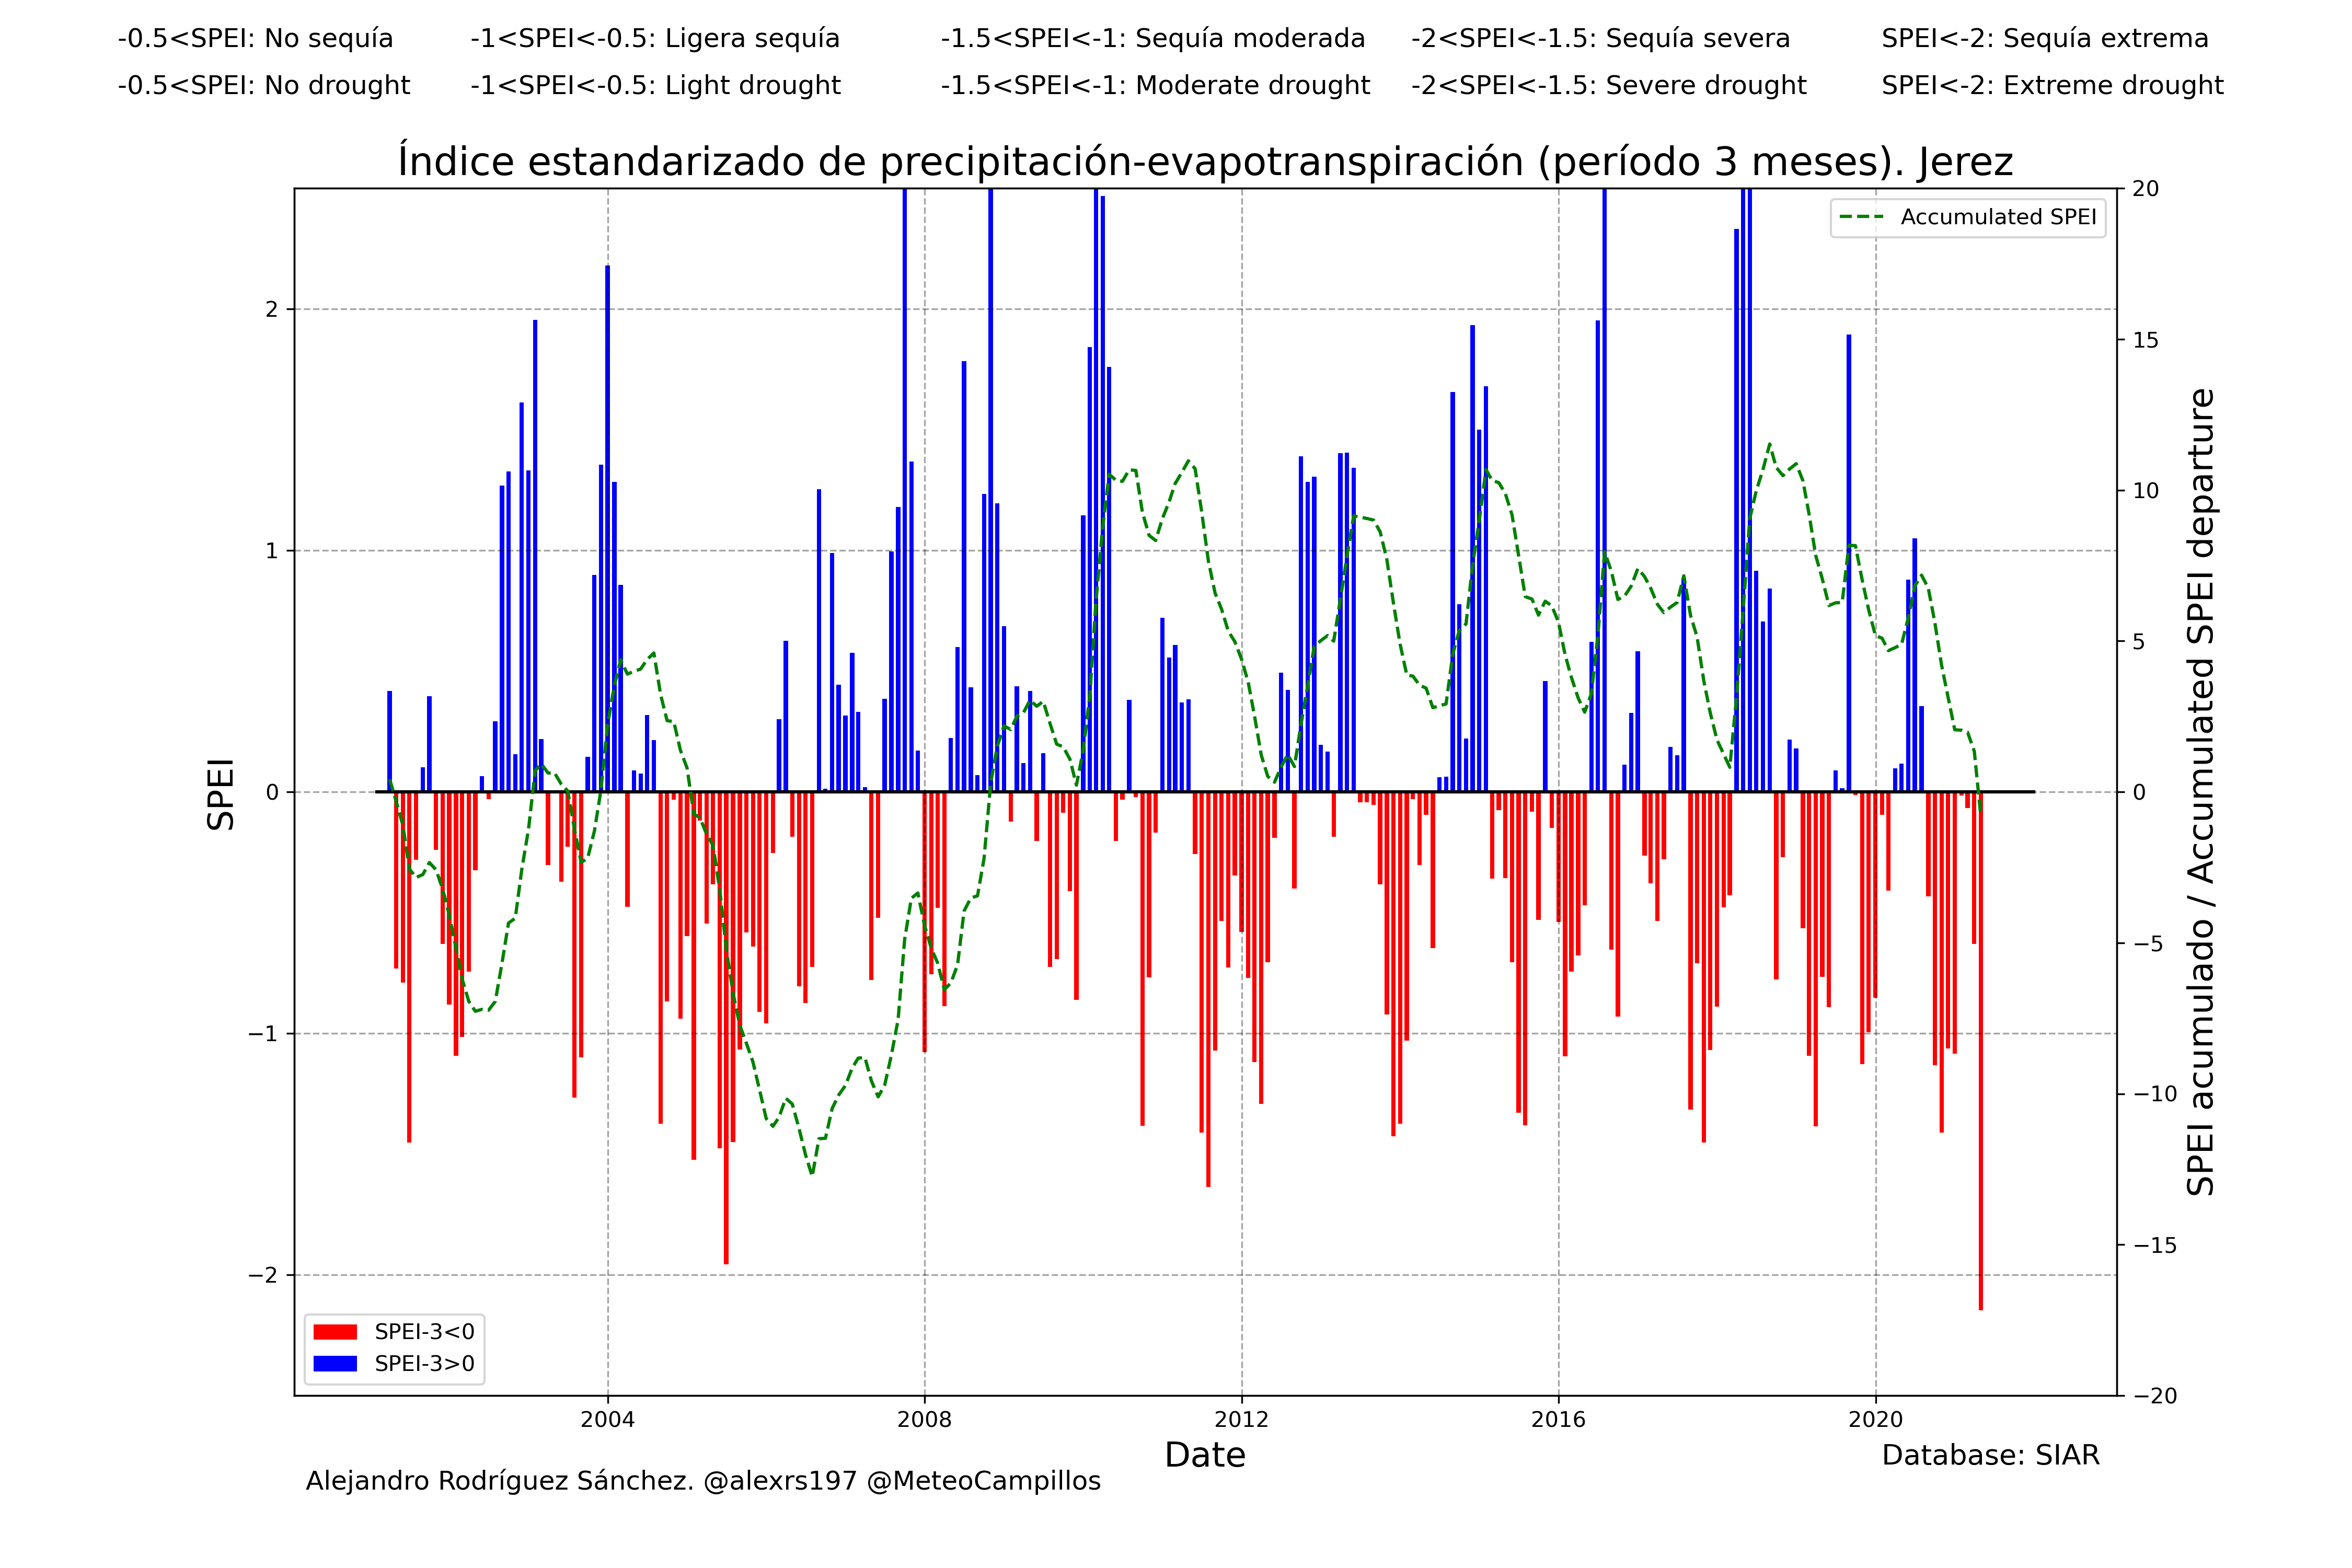 -0.5<SPEI: No sequía -1<SPEI<-0.5: Ligera sequía -1.5<SPEI<-1: Sequía moderada -2<SPEI<-1.5: Sequía severa SPEI<-2: Sequía extrema
-0.5<SPEI: No drought -1<SPEI<-0.5: Light drought -1.5<SPEI<-1: Moderate drought -2<SPEI<-1.5: Severe drought SPEI<-2: Extreme drought
Índice estandarizado de precipitación-evapotranspiración (período 3 meses). Jerez
Accumulated SPEI
SPEI
2
1
0
−1
−2
20
15
10
5
0
−5
−10
−15
−20
SPEI acumulado / Accumulated SPEI departure
SPEI-3<0
SPEI-3>0
2004 2008 2012 2016 2020
Date
Database: SIAR
Alejandro Rodríguez Sánchez. @alexrs197 @MeteoCampillos